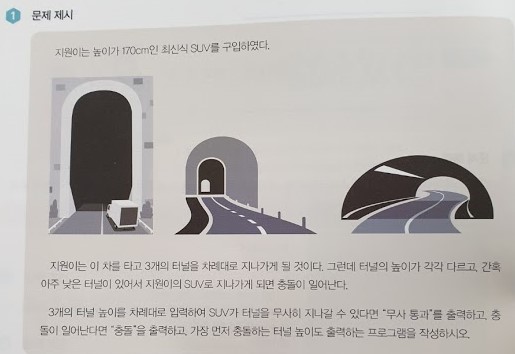 1 문제 제시
지원이는 높이가 170cm인 최신식 SUV를 구입하였다.
지원이는 이 차를 타고 3개의 터널을 차례대로 지나가게 될 것이다. 그런데 터널의 높이가 각각 다르고, 간혹
아주 낮은 터널이 있어서 지원이의 SUV로 지나가게 되면 충돌이 일어난다.
3개의 터널 높이를 차례대로 입력하여 SUV가 터널을 무사히 지나갈 수 있다면 “무사 통과”를 출력하고, 충
돌이 일어난다면 “충돌”을 출력하고, 가장 먼저 충돌하는 터널 높이도 출력하는 프로그램을 작성하시오.